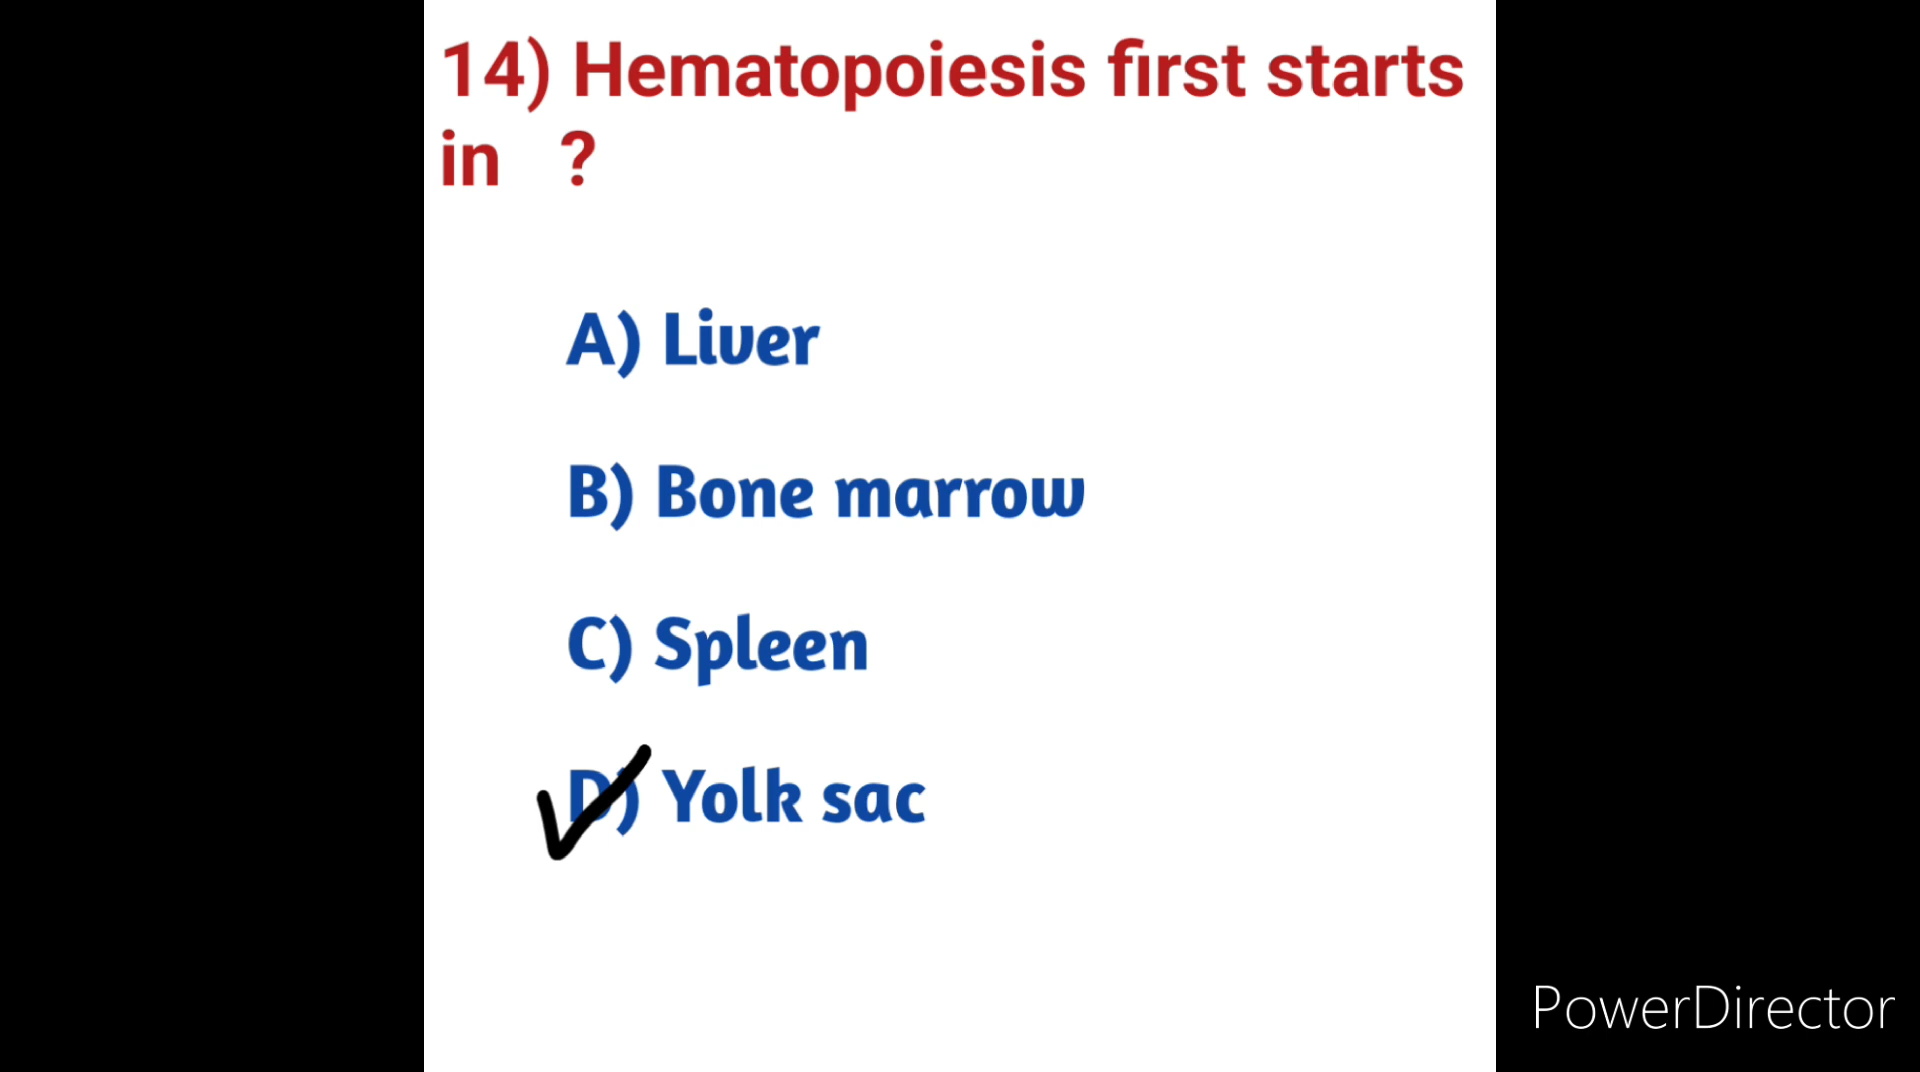 14) Hematopoiesis first starts
in ?
A) Liver
B) Bone marrow
C) Spleen
D) Yolk sac
PowerDirector